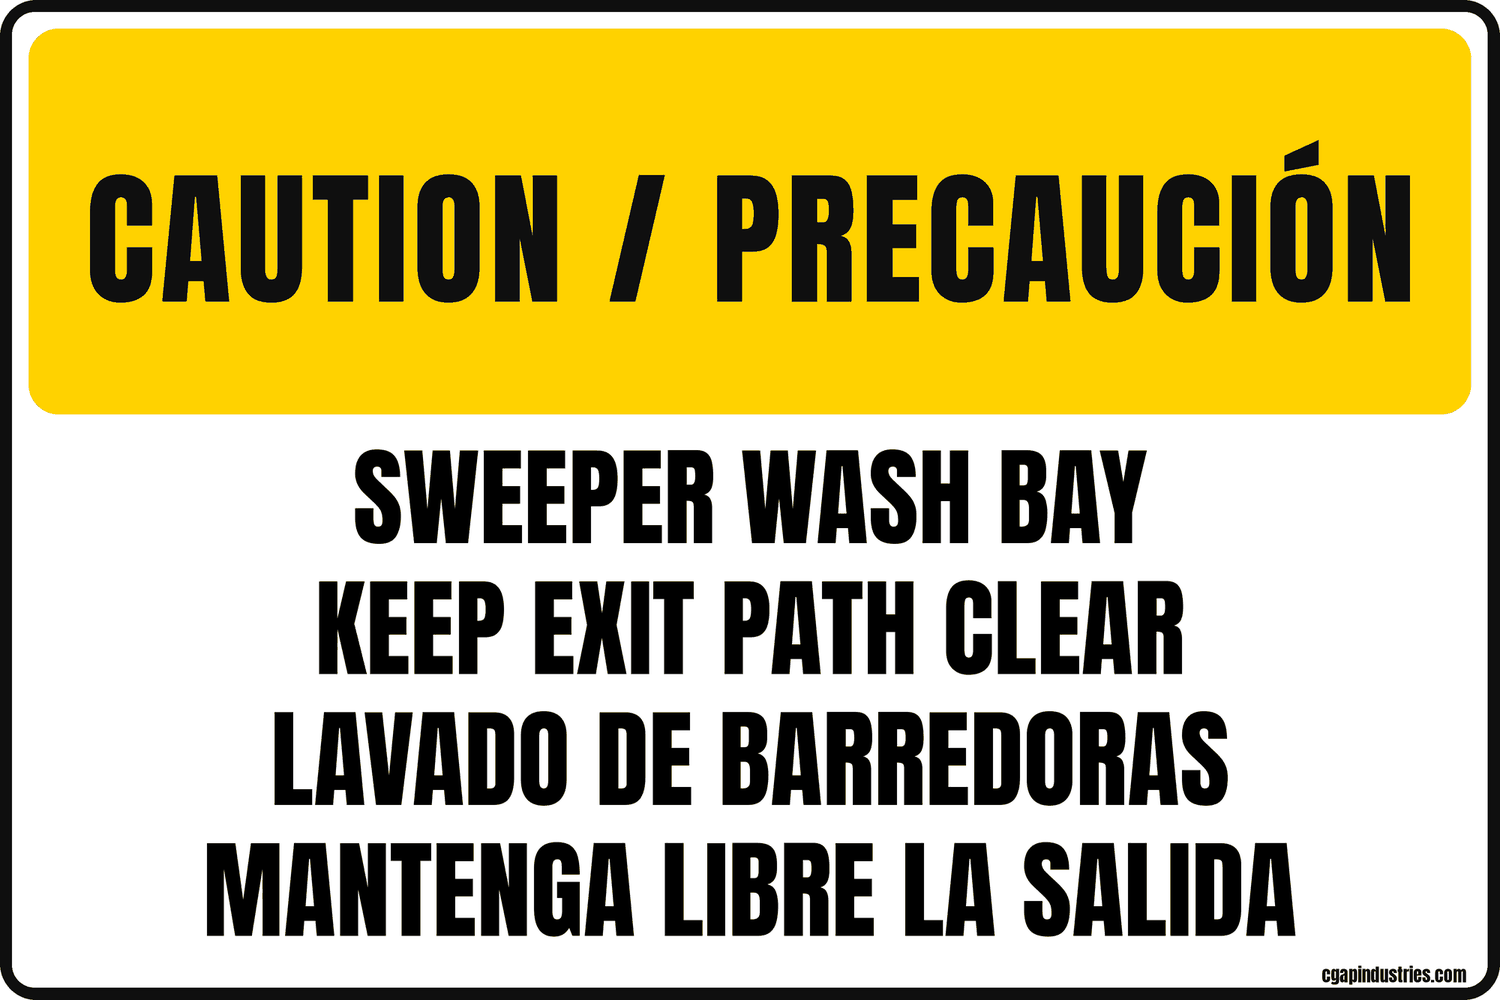 CAUTION / PRECAUCIÓN
SWEEPER WASH BAY
KEEP EXIT PATH CLEAR
LAVADO DE BARREDORAS
MANTENGA LIBRE LA SALIDA
cgapindustries.com